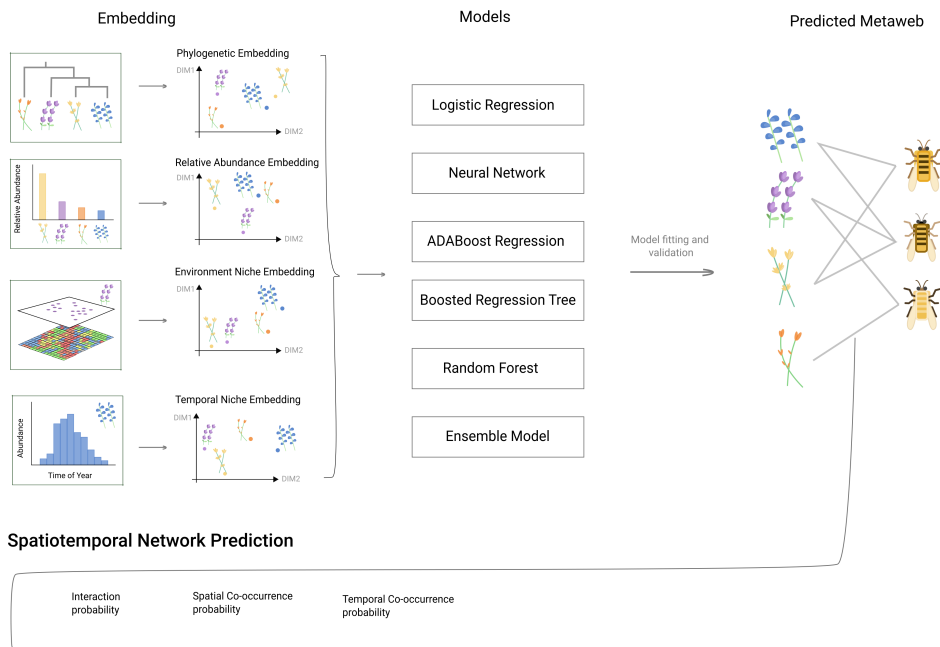 Embedding
Models
Predicted Metaweb
Phylogenetic Embedding
DIM1
DIM2
Relative Abundance
Relative Abundance Embedding
DIM1
DIM2
Environment Niche Embedding
DIM1
DIM2
Abundance
Time of Year
Temporal Niche Embedding
DIM1
DIM2
Logistic Regression
Neural Network
ADABoost Regression
Boosted Regression Tree
Random Forest
Ensemble Model
Model fitting and
validation
Spatiotemporal Network Prediction
Interaction
probability
Spatial Co-occurrence
probability
Temporal Co-occurrence
probability